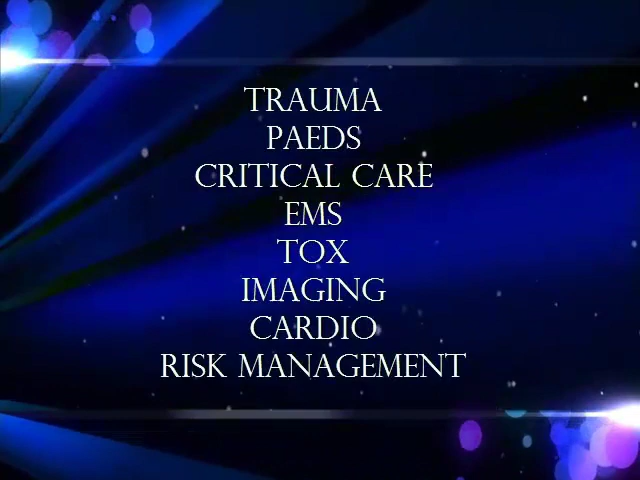 TRAUMA
PAEDS
CRITICAL CARE
EMS
TOX
IMAGING
CARDIO
RISK MANAGEMENT